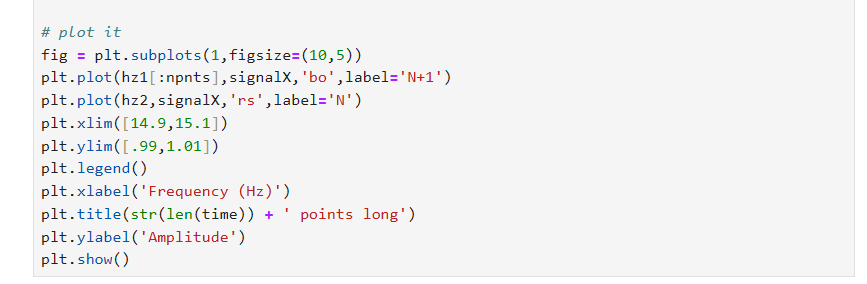 # plot it
fig = plt.subplots(1,figsize=(10,5))
plt.plot(hz1[:npnts],signalX,'bo',label='N+1')
plt.plot(hz2,signalX,'rs',label='N')
plt.xlim([14.9,15.1])
plt.ylim([.99,1.01])
plt.legend()
plt.xlabel('Frequency (Hz)')
plt.title(str(len(time)) + ' points long')
plt.ylabel('Amplitude')
plt.show()